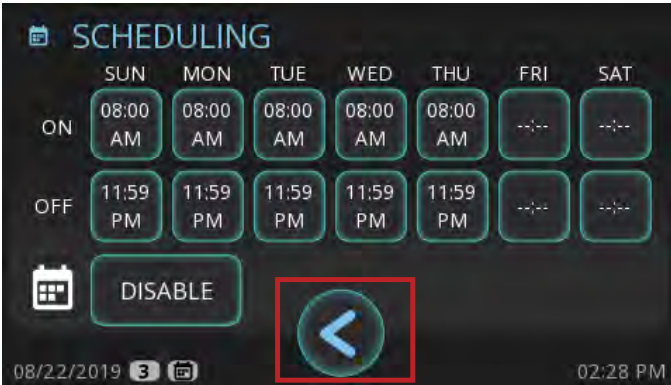 SCHEDULING
SUN MON TUE WED THU FRI SAT
ON 08:00 AM 08:00 AM 08:00 AM 08:00 AM 08:00 AM --:-- --:--
OFF 11:59 PM 11:59 PM 11:59 PM 11:59 PM 11:59 PM --:-- --:--
DISABLE
<
08/22/2019 3 02:28 PM